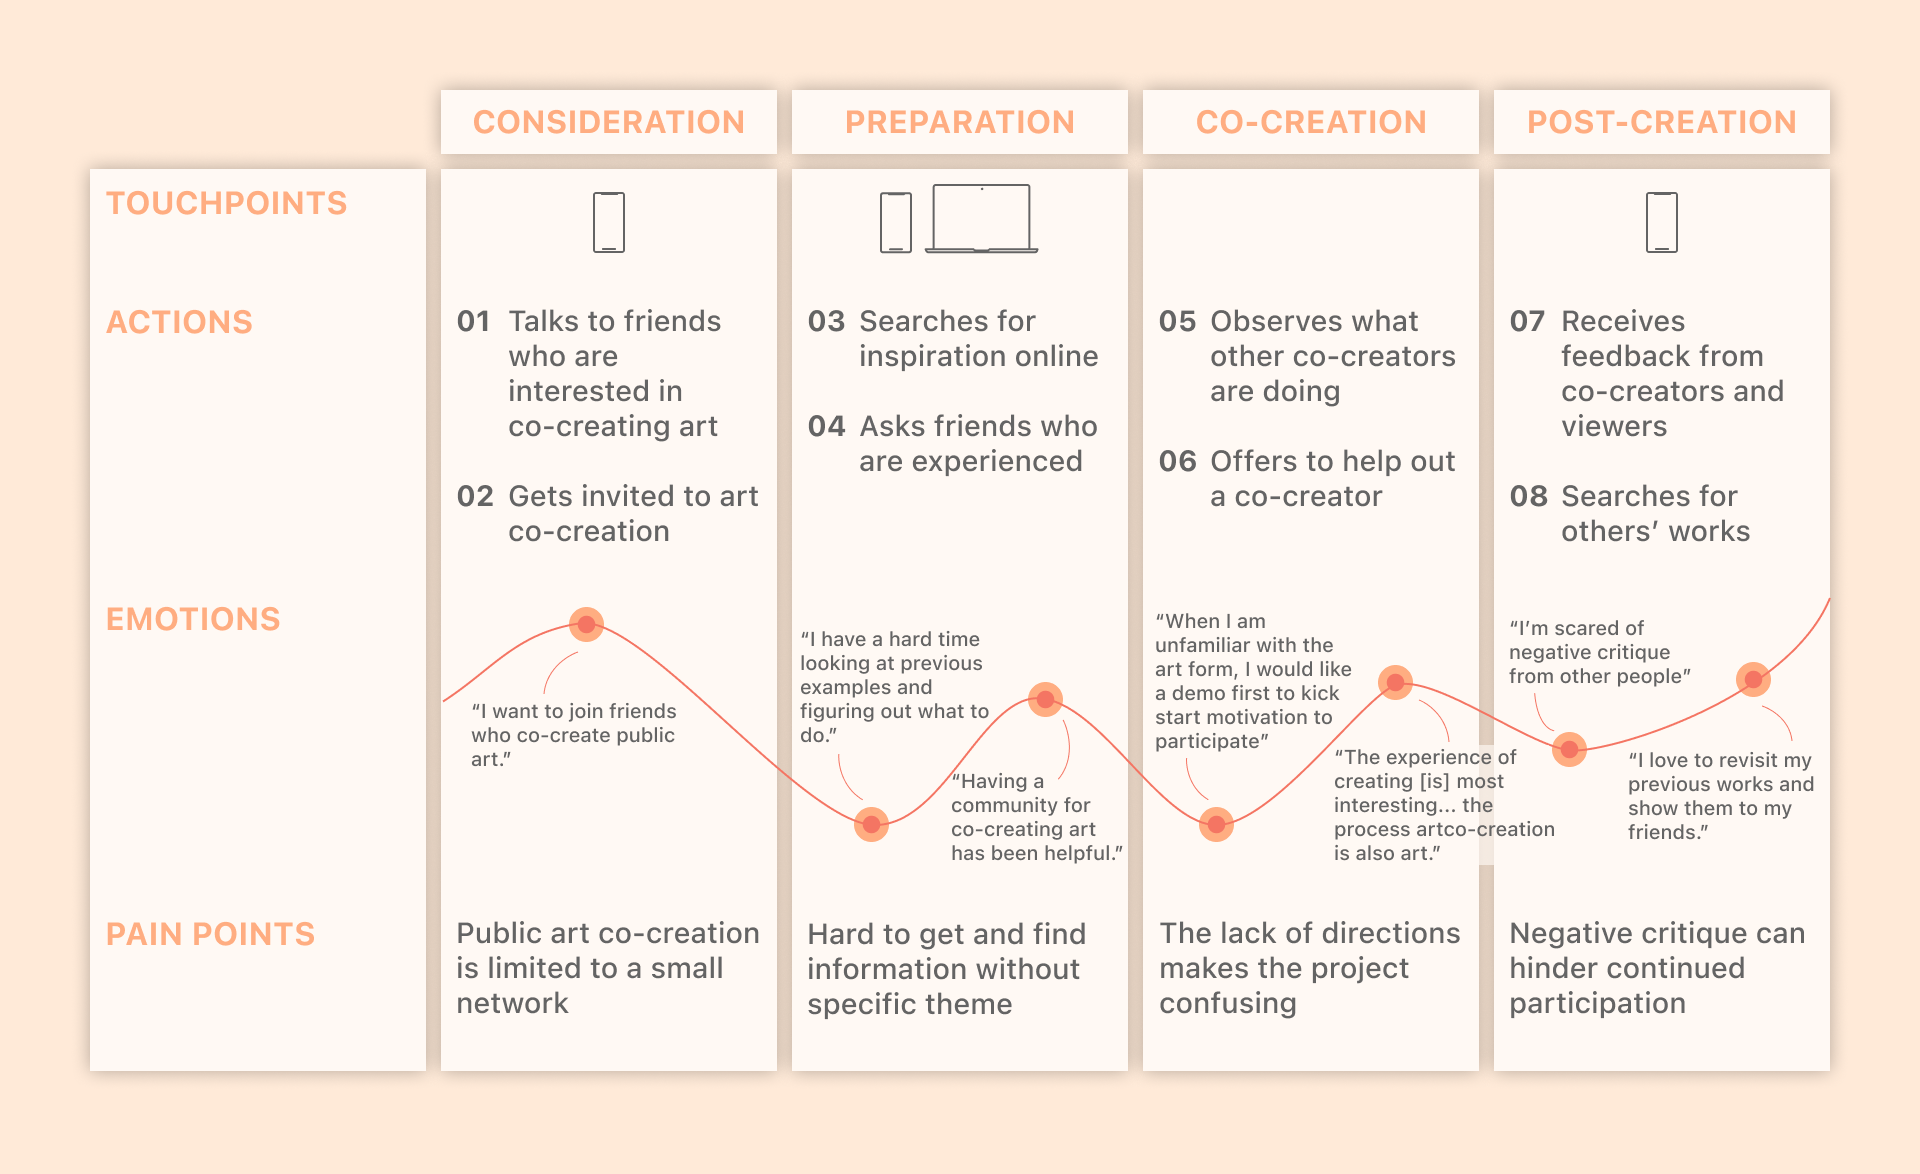 CONSIDERATION
PREPARATION
CO-CREATION
POST-CREATION
TOUCHPOINTS
ACTIONS
01 Talks to friends
who are
interested in
co-creating art
02 Gets invited to art
co-creation
03 Searches for
inspiration online
04 Asks friends who
are experienced
05 Observes what
other co-creators
are doing
06 Offers to help out
a co-creator
07 Receives
feedback from
co-creators and
viewers
08 Searches for
others’ works
EMOTIONS
“I want to join friends
who co-create public
art.”
“I have a hard time
looking at previous
examples and
figuring out what to
do.”
“Having a
community for
co-creating art
has been helpful.”
“When I am
unfamiliar with the
art form, I would like
a demo first to kick
start motivation to
participate”
“The experience of
creating [is] most
interesting... the
process artco-creation
is also art.”
“I’m scared of
negative critique
from other people”
“I love to revisit my
previous works and
show them to my
friends.”
PAIN POINTS
Public art co-creation
is limited to a small
network
Hard to get and find
information without
specific theme
The lack of directions
makes the project
confusing
Negative critique can
hinder continued
participation